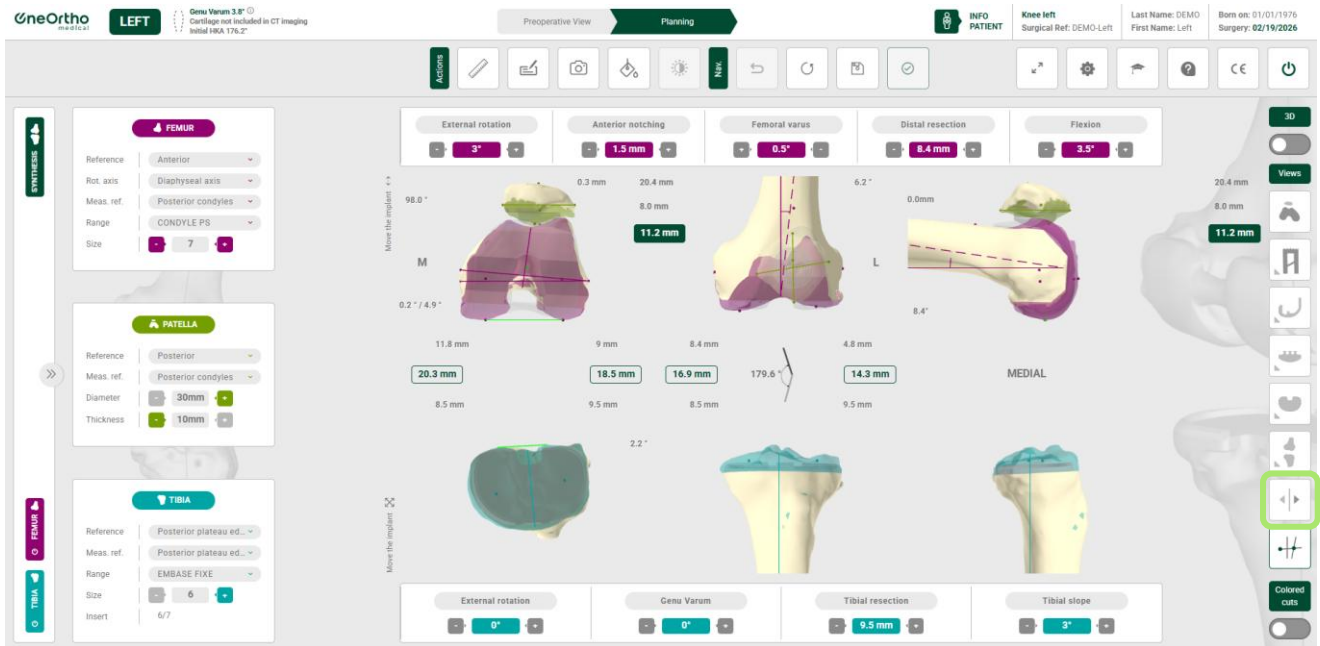 OneOrtho
medical
LEFT
Genu Varum 3.8° ⓘ
Cartilage not included in CT imaging
Initial HKA 176.2°
Preoperative View
Planning
INFO
PATIENT
Knee left
Surgical Ref: DEMO-Left
Last Name: DEMO
First Name: Left
Born on: 01/01/1976
Surgery: 02/19/2026
Actions
Nav.
CE
SYNTHESIS
FEMUR
Reference Anterior
Rot. axis Diaphyseal axis
Meas. ref. Posterior condyles
Range CONDYLE PS
Size - 7 +
PATELLA
Reference Posterior
Meas. ref. Posterior condyles
Diameter - 30mm +
Thickness - 10mm +
TIBIA
Reference Posterior plateau ed...
Meas. ref. Posterior plateau ed...
Range EMBASE FIXE
Size - 6 +
Insert 6/7
FEMUR
TIBIA
External rotation
- 3° +
Anterior notching
- 1.5 mm +
Femoral varus
+ 0.5° -
Distal resection
- 8.4 mm +
Flexion
- 3.5° +
Move the implant
98.0 °
0.3 mm
20.4 mm
8.0 mm
11.2 mm
6.2 °
0.0mm
20.4 mm
8.0 mm
11.2 mm
M
L
0.2 ° / 4.9 °
8.4°
11.8 mm
9 mm
8.4 mm
4.8 mm
20.3 mm
18.5 mm
16.9 mm
179.6 °
14.3 mm
MEDIAL
8.5 mm
9.5 mm
8.5 mm
9.5 mm
2.2 °
Move the implant
External rotation
- 0° +
Genu Varum
- 0° +
Tibial resection
- 9.5 mm +
Tibial slope
- 3° +
3D
Views
Colored
cuts